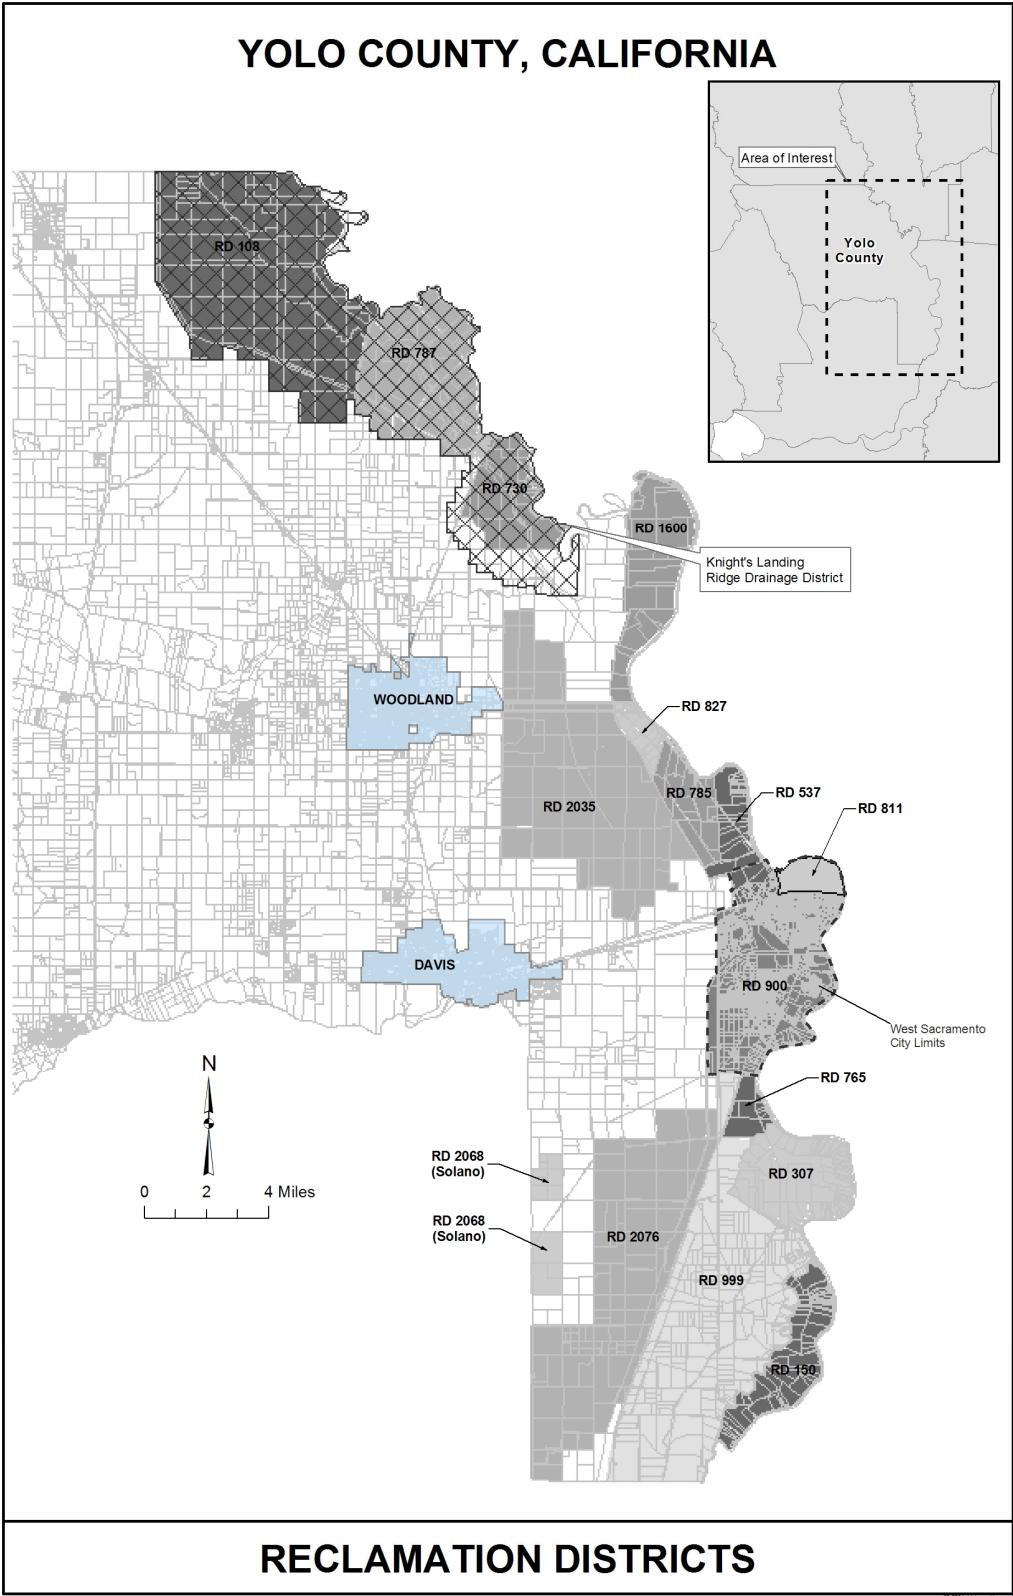 YOLO COUNTY, CALIFORNIA
Area of Interest
Yolo
County
RD 108
RD 787
RD 730
RD 1600
Knight's Landing
Ridge Drainage District
WOODLAND
RD 827
RD 2035
RD 785
RD 537
RD 811
DAVIS
RD 900
West Sacramento
City Limits
N
RD 765
RD 2068
(Solano)
RD 307
0 2 4 Miles
RD 2068
(Solano)
RD 2076
RD 999
RD 150
RECLAMATION DISTRICTS